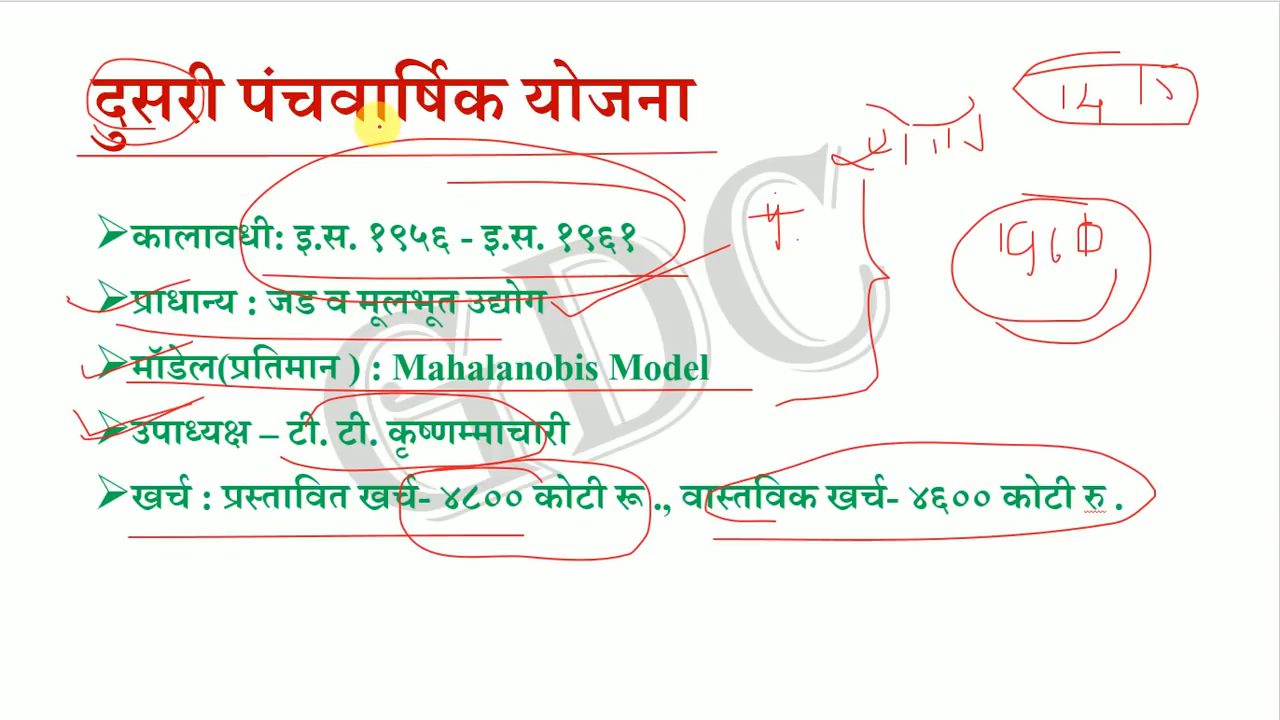 दुसरी पंचवार्षिक योजना
कालावधी: इ.स. १९५६ - इ.स. १९६१
प्राधान्य : जड व मूलभूत उद्योग
मॉडेल(प्रतिमान ) : Mahalanobis Model
उपाध्यक्ष – टी. टी. कृष्णम्माचारी
खर्च : प्रस्तावित खर्च- ४८०० कोटी रू ., वास्तविक खर्च- ४६०० कोटी रु .
GDC